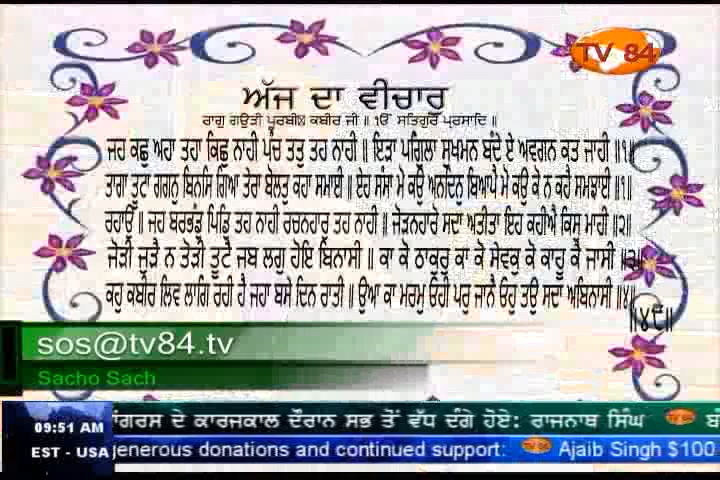 TV 84
ਅੱਜ ਦਾ ਵੀਚਾਰ
ਰਾਗੁ ਗਉੜੀ ਪੂਰਬੀ ਕਬੀਰ ਜੀ ॥ ੴ ਸਤਿਗੁਰ ਪ੍ਰਸਾਦਿ ॥
ਜਹ ਕਛੁ ਅਹਾ ਤਹਾ ਕਿਛੁ ਨਾਹੀ ਪੰਚ ਤਤੁ ਤਹ ਨਾਹੀ ॥ ਇੜਾ ਪਿੰਗੁਲਾ ਸੁਖਮਨ ਬੰਦੇ ਏ ਅਵਗਨ ਕਤ ਜਾਹੀ ॥੧॥
ਤਾਗਾ ਤੂਟਾ ਗਗਨੁ ਬਿਨਸਿ ਗਇਆ ਤੇਰਾ ਬੋਲਤੁ ਕਹਾ ਸਮਾਈ ॥ ਏਹ ਸੰਸਾ ਮੋ ਕਉ ਅਨਦਿਨੁ ਬਿਆਪੈ ਮੋ ਕਉ ਕੋ ਨ ਕਹੈ ਸਮਝਾਈ ॥੧॥
ਰਹਾਉ ॥ ਜਹ ਬਰਭੰਡੁ ਪਿੰਡੁ ਤਹ ਨਾਹੀ ਰਚਨਹਾਰੁ ਤਹ ਨਾਹੀ ॥ ਜੋੜਨਹਾਰੋ ਸਦਾ ਅਤੀਤਾ ਇਹ ਕਹੀਐ ਕਿਸੁ ਮਾਹੀ ॥੨॥
ਜੋੜੀ ਜੁੜੈ ਨ ਤੋੜੀ ਤੂਟੈ ਜਬ ਲਗੁ ਹੋਇ ਬਿਨਾਸੀ ॥ ਕਾ ਕੋ ਠਾਕੁਰੁ ਕਾ ਕੋ ਸੇਵਕੁ ਕੋ ਕਾਹੂ ਕੈ ਜਾਸੀ ॥੩॥
ਕਹੁ ਕਬੀਰ ਲਿਵ ਲਾਗਿ ਰਹੀ ਹੈ ਜਹਾ ਬਸੇ ਦਿਨ ਰਾਤੀ ॥ ਉਆ ਕਾ ਮਰਮੁ ਓਹੀ ਪਰੁ ਜਾਨੈ ਓਹੁ ਤਉ ਸਦਾ ਅਬਿਨਾਸੀ ॥੪॥
sos@tv84.tv
Sacho Sach
ਕਾਂਗਰਸ ਦੇ ਕਾਰਜਕਾਲ ਦੌਰਾਨ ਸਭ ਤੋਂ ਵੱਧ ਦੰਗੇ ਹੋਏ: ਰਾਜਨਾਥ ਸਿੰਘ
09:51 AM
EST - USA
generous donations and continued support: Ajaib Singh $100